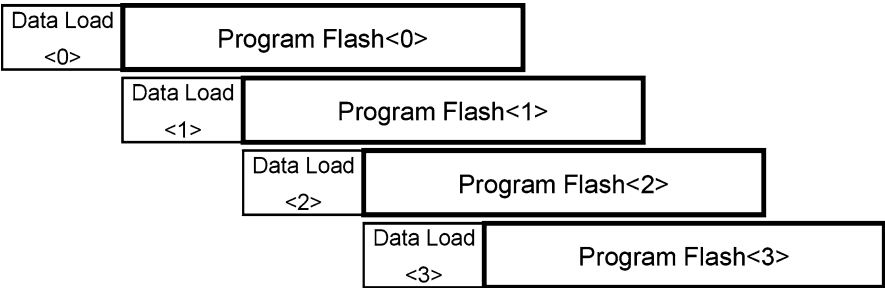 Data Load
<0>
Program Flash<0>
Data Load
<1>
Program Flash<1>
Data Load
<2>
Program Flash<2>
Data Load
<3>
Program Flash<3>